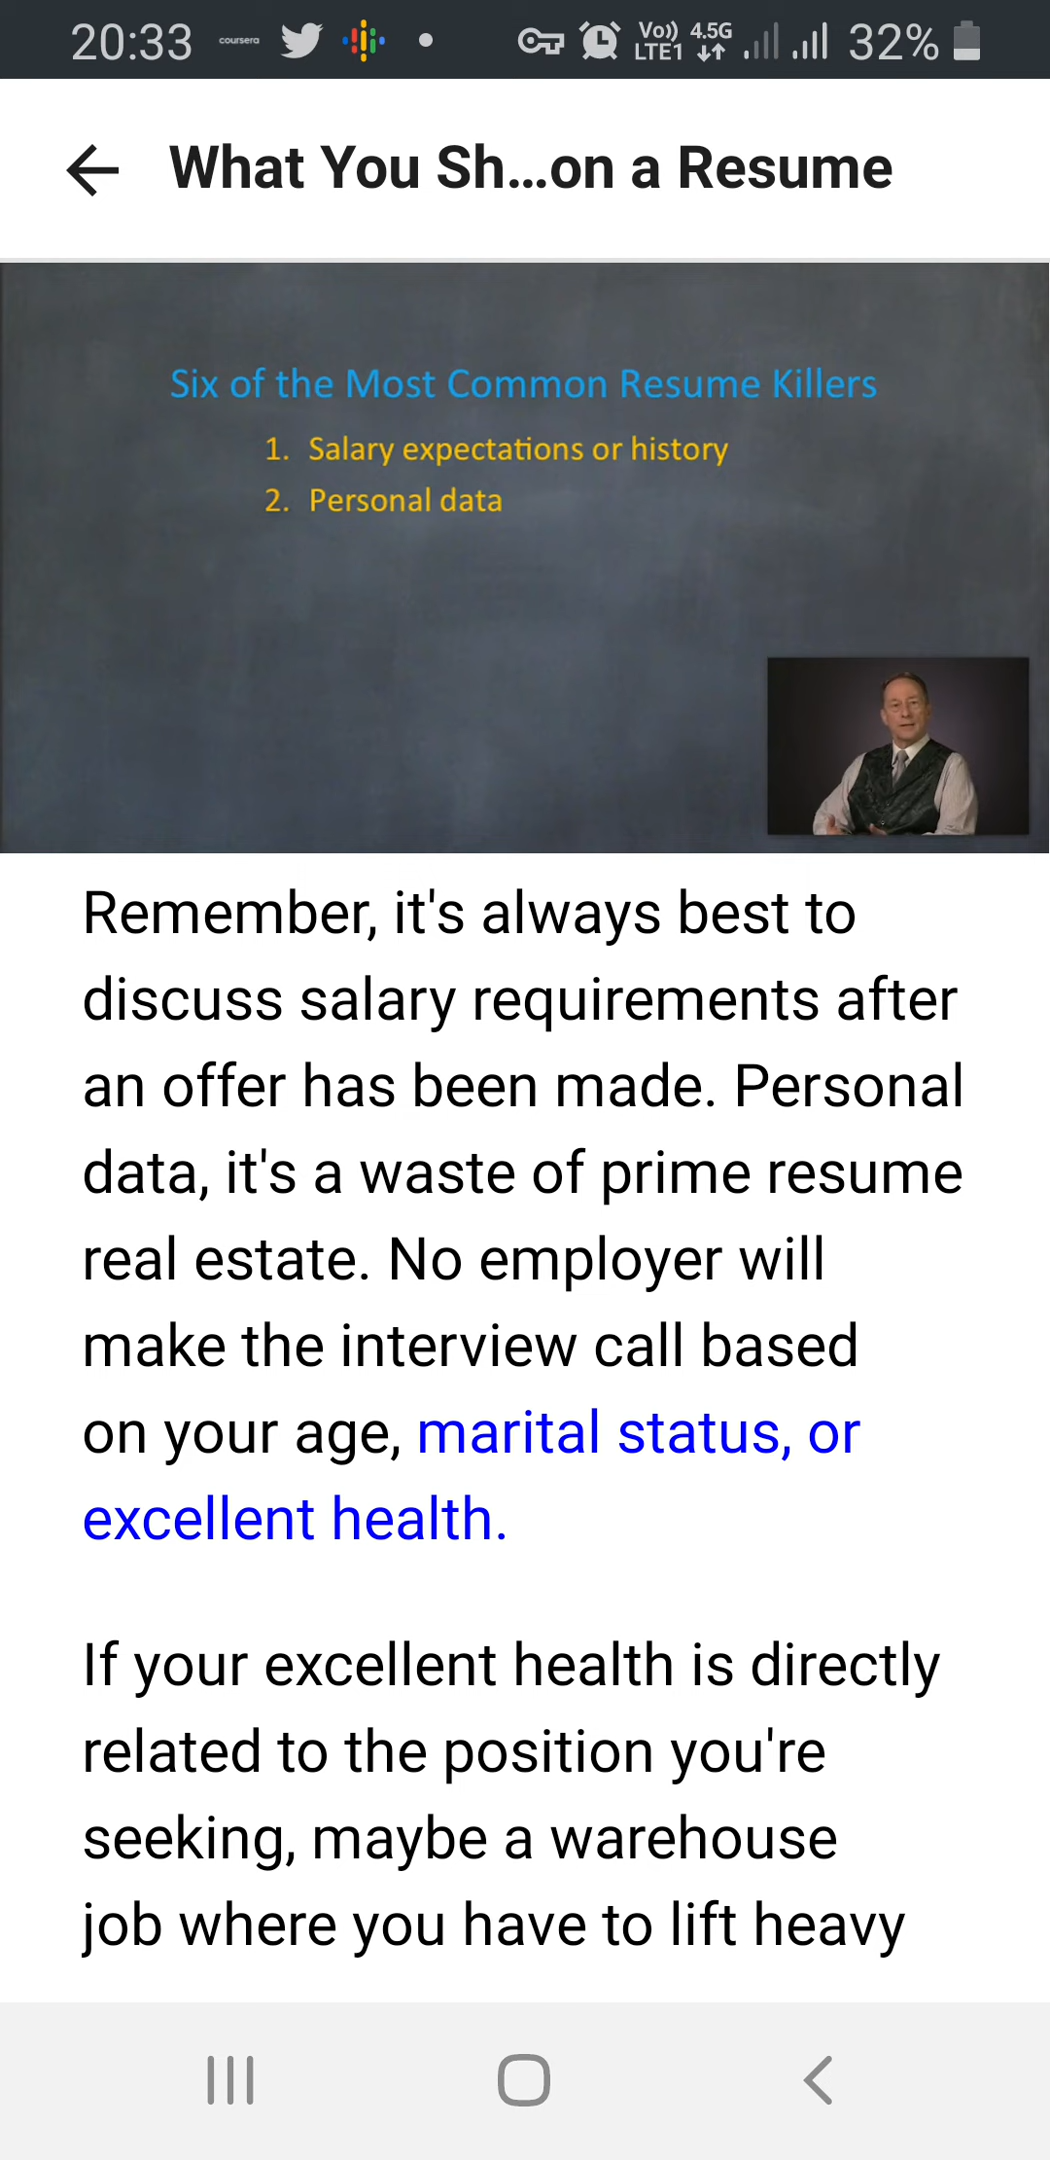 20:33 coursera Vo)) LTE1 4.5G 32%
What You Sh...on a Resume
Six of the Most Common Resume Killers
1. Salary expectations or history
2. Personal data
Remember, it's always best to
discuss salary requirements after
an offer has been made. Personal
data, it's a waste of prime resume
real estate. No employer will
make the interview call based
on your age, marital status, or
excellent health.
If your excellent health is directly
related to the position you're
seeking, maybe a warehouse
job where you have to lift heavy